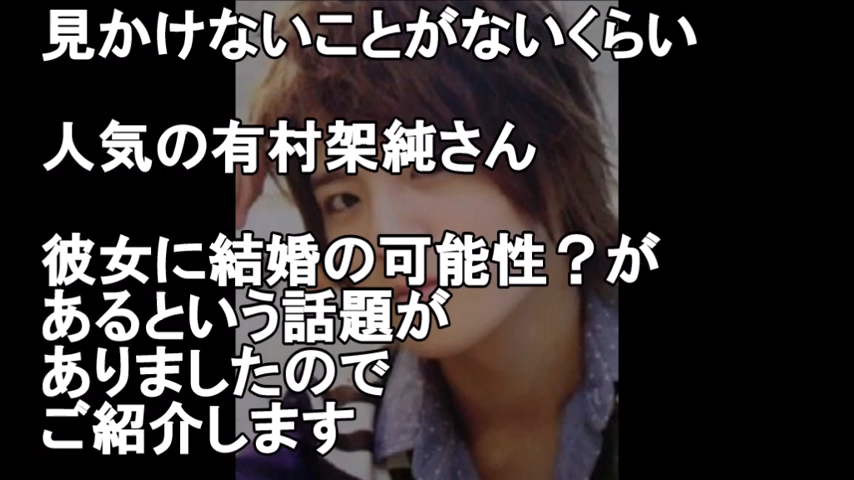 見かけないことがないくらい
人気の有村架純さん
彼女に結婚の可能性？が
あるという話題が
ありましたので
ご紹介します